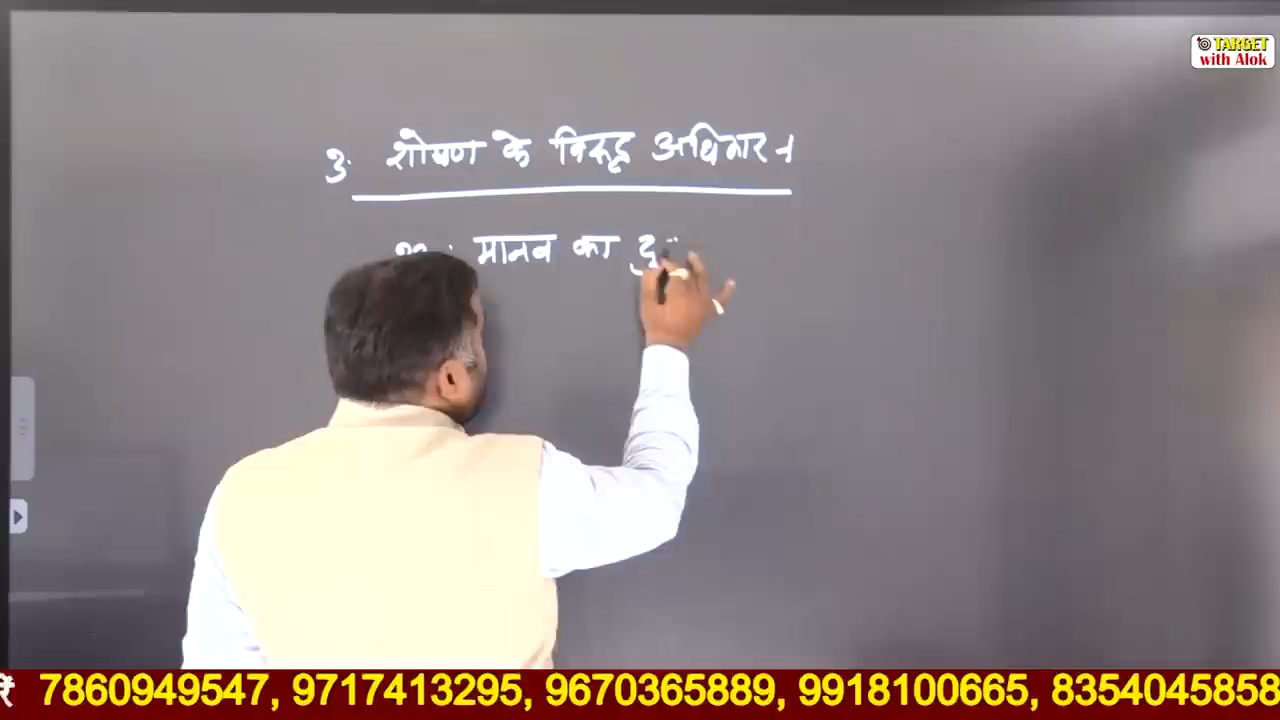 TARGET
with Alok
3. शोषण के विरुद्ध अधिकार -
मानव का
रें 7860949547, 9717413295, 9670365889, 9918100665, 8354045858